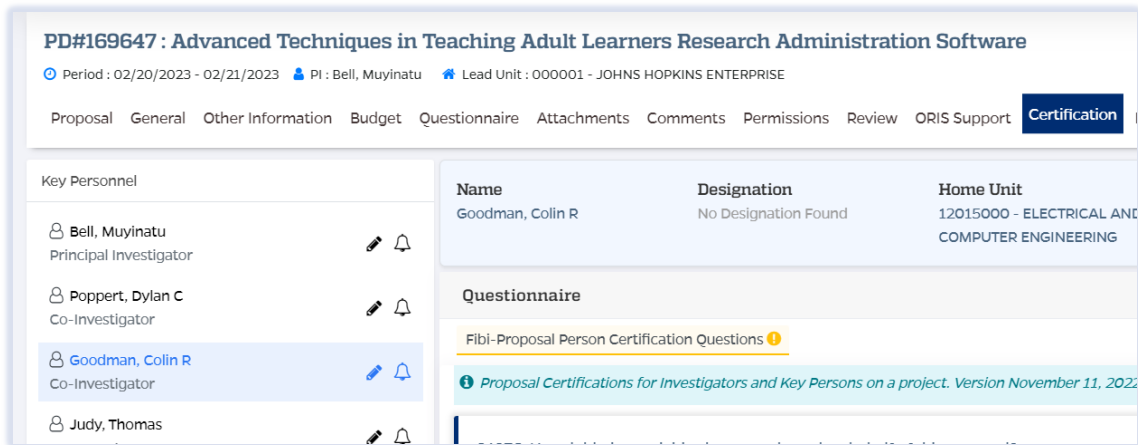 PD#169647 : Advanced Techniques in Teaching Adult Learners Research Administration Software
Period : 02/20/2023 - 02/21/2023 PI : Bell, Muyinatu Lead Unit : 000001 - JOHNS HOPKINS ENTERPRISE
Proposal General Other Information Budget Questionnaire Attachments Comments Permissions Review ORIS Support Certification
Key Personnel
Bell, Muyinatu
Principal Investigator
Poppert, Dylan C
Co-Investigator
Goodman, Colin R
Co-Investigator
Judy, Thomas
Name Designation Home Unit
Goodman, Colin R No Designation Found 12015000 - ELECTRICAL AND
COMPUTER ENGINEERING
Questionnaire
Fibi-Proposal Person Certification Questions
Proposal Certifications for Investigators and Key Persons on a project. Version November 11, 2022